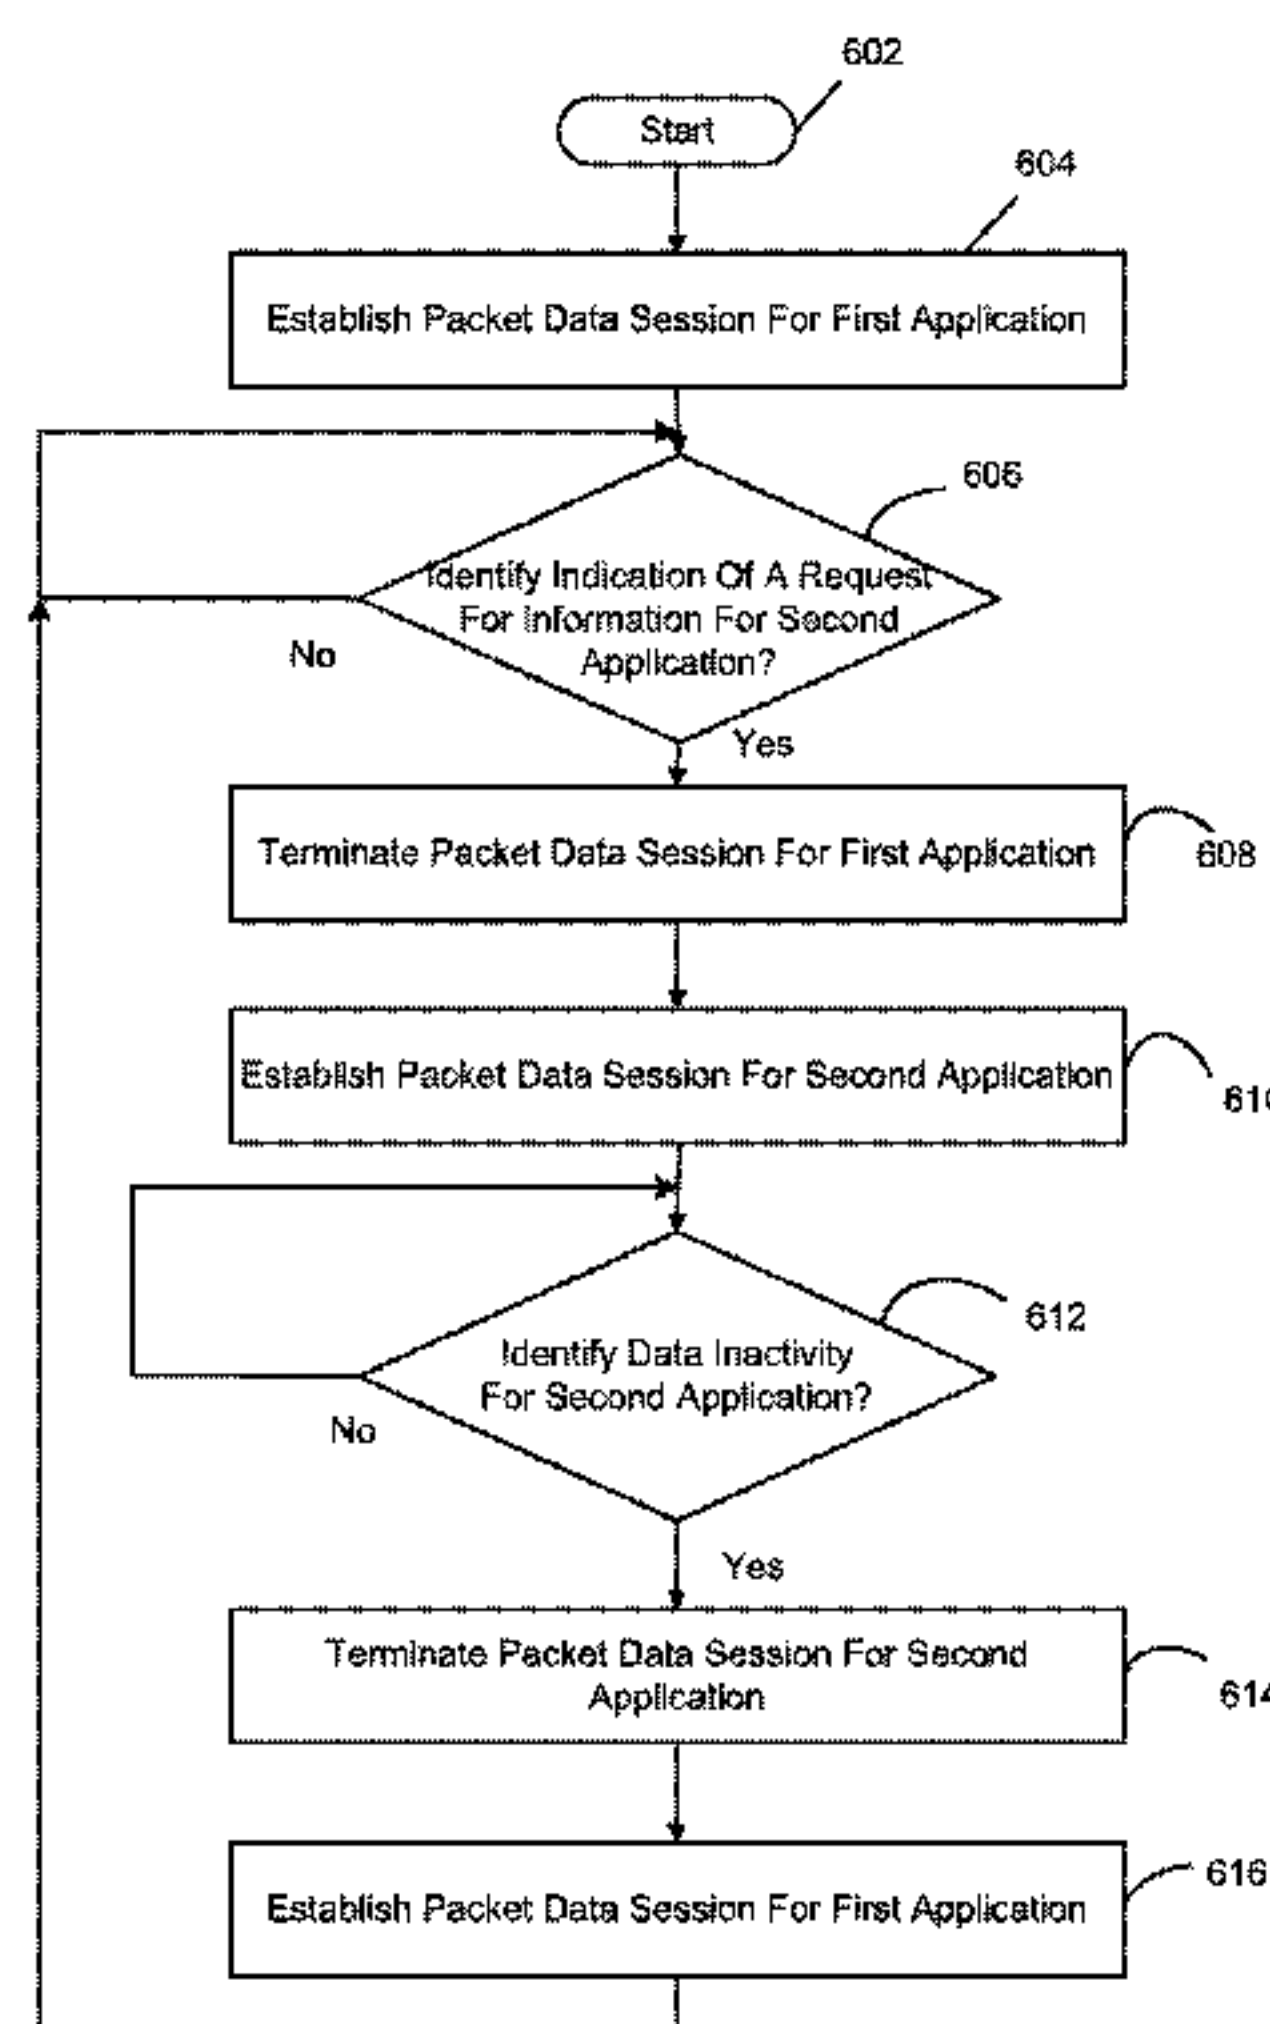 602
Start
604
Establish Packet Data Session For First Application
606
Identify Indication Of A Request
For Information For Second
Application?
No
Yes
Terminate Packet Data Session For First Application
608
Establish Packet Data Session For Second Application
610
612
Identify Data Inactivity
For Second Application?
No
Yes
Terminate Packet Data Session For Second
Application
614
616
Establish Packet Data Session For First Application